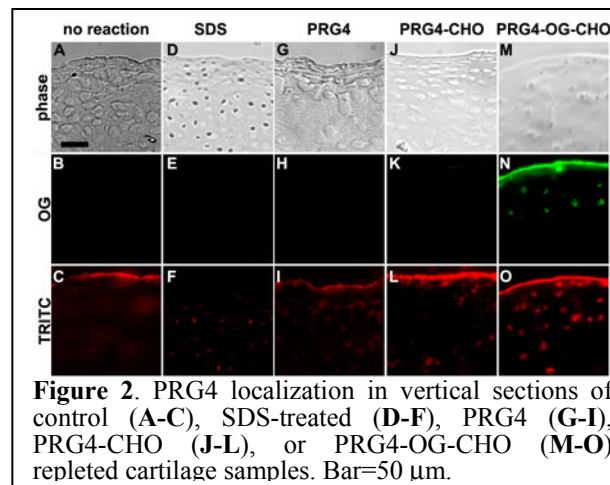 no reaction SDS PRG4 PRG4-CHO PRG4-OG-CHO
phase A D G J M
OG B E H K N
TRITC C F I L O
Figure 2. PRG4 localization in vertical sections of
control (A-C), SDS-treated (D-F), PRG4 (G-I),
PRG4-CHO (J-L), or PRG4-OG-CHO (M-O)
repleted cartilage samples. Bar=50 μm.